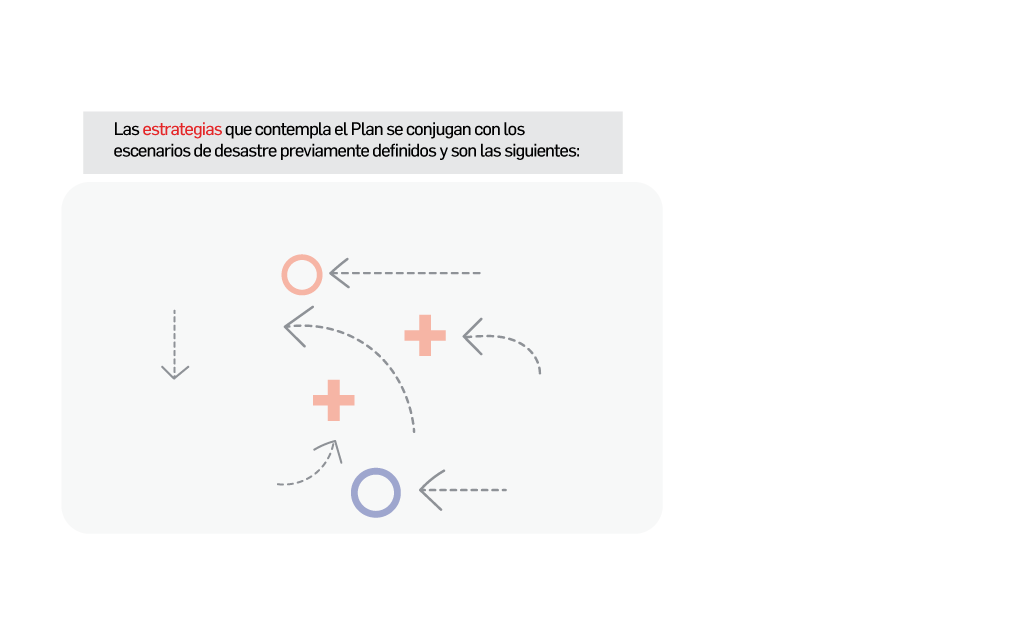 Las estrategias que contempla el Plan se conjugan con los
escenarios de desastre previamente definidos y son las siguientes: